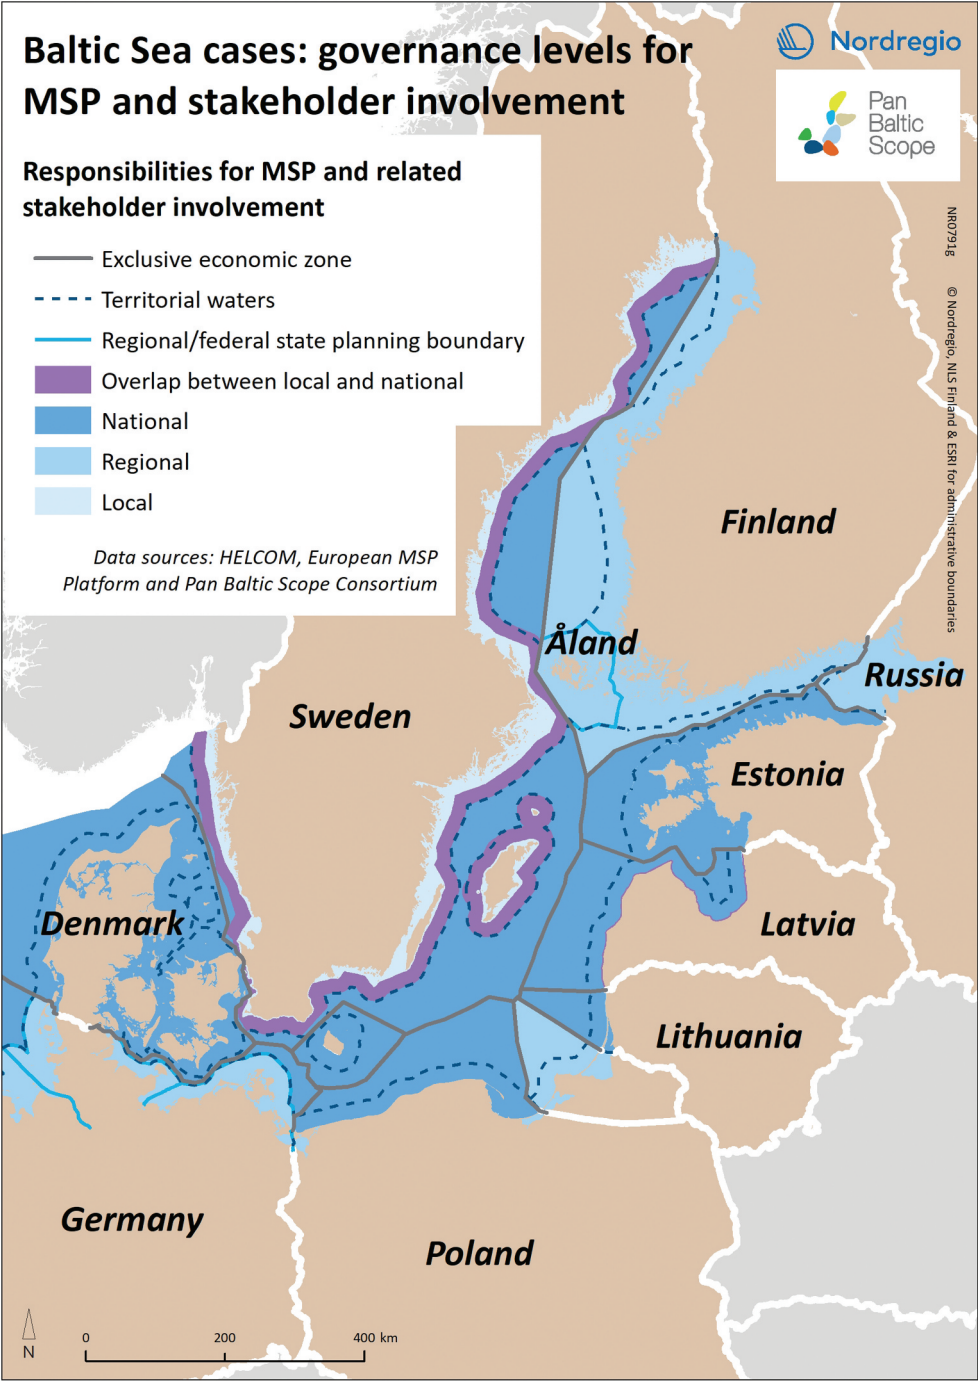 Baltic Sea cases: governance levels for
MSP and stakeholder involvement
Nordregio
Pan
Baltic
Scope
Responsibilities for MSP and related
stakeholder involvement
Exclusive economic zone
Territorial waters
Regional/federal state planning boundary
Overlap between local and national
National
Regional
Local
Data sources: HELCOM, European MSP
Platform and Pan Baltic Scope Consortium
NR0791g © Nordregio, NLS Finland & ESRI for administrative boundaries
Finland
Åland
Russia
Sweden
Estonia
Denmark
Latvia
Lithuania
Germany
Poland
N
0 200 400 km